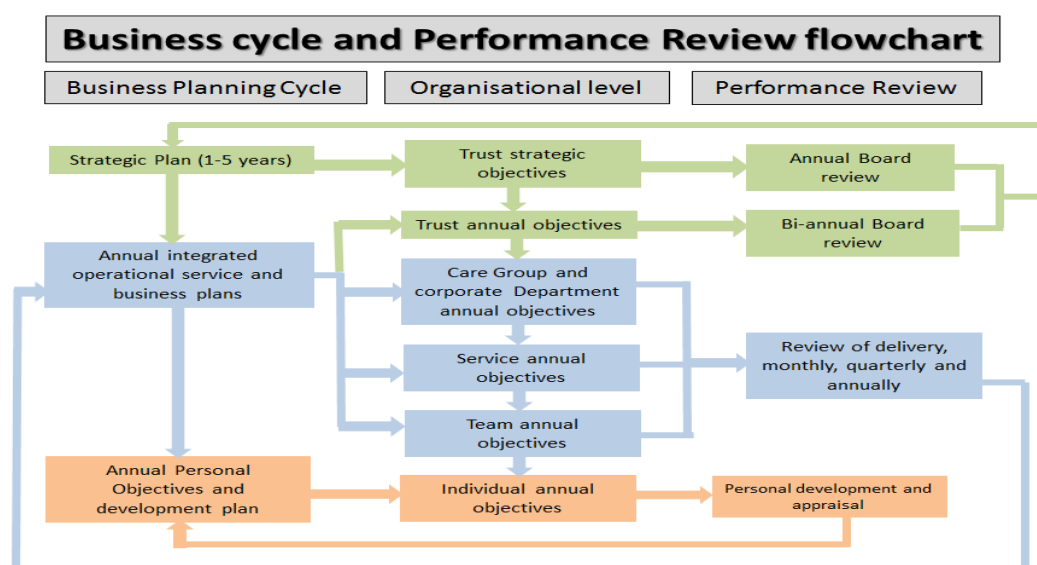 Business cycle and Performance Review flowchart
Business Planning Cycle
Organisational level
Performance Review
Strategic Plan (1-5 years)
Trust strategic
objectives
Annual Board
review
Trust annual objectives
Bi-annual Board
review
Annual integrated
operational service and
business plans
Care Group and
corporate Department
annual objectives
Service annual
objectives
Review of delivery,
monthly, quarterly and
annually
Team annual
objectives
Annual Personal
Objectives and
development plan
Individual annual
objectives
Personal development and
appraisal